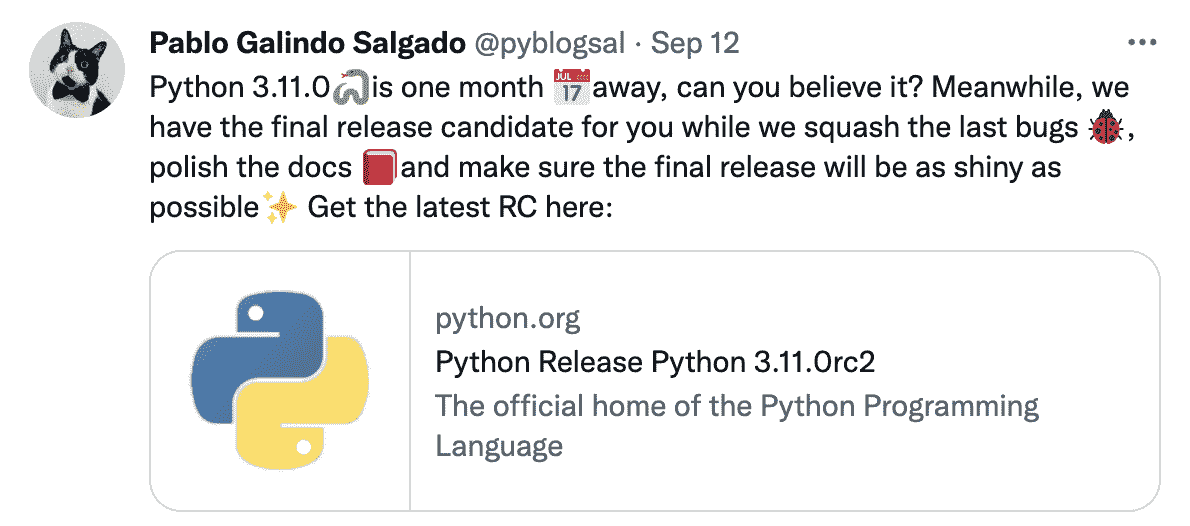 Pablo Galindo Salgado @pyblogsal · Sep 12 ···
Python 3.11.0🐍is one month 📅away, can you believe it? Meanwhile, we
have the final release candidate for you while we squash the last bugs 🐞,
polish the docs 📕and make sure the final release will be as shiny as
possible✨ Get the latest RC here:
python.org
Python Release Python 3.11.0rc2
The official home of the Python Programming
Language